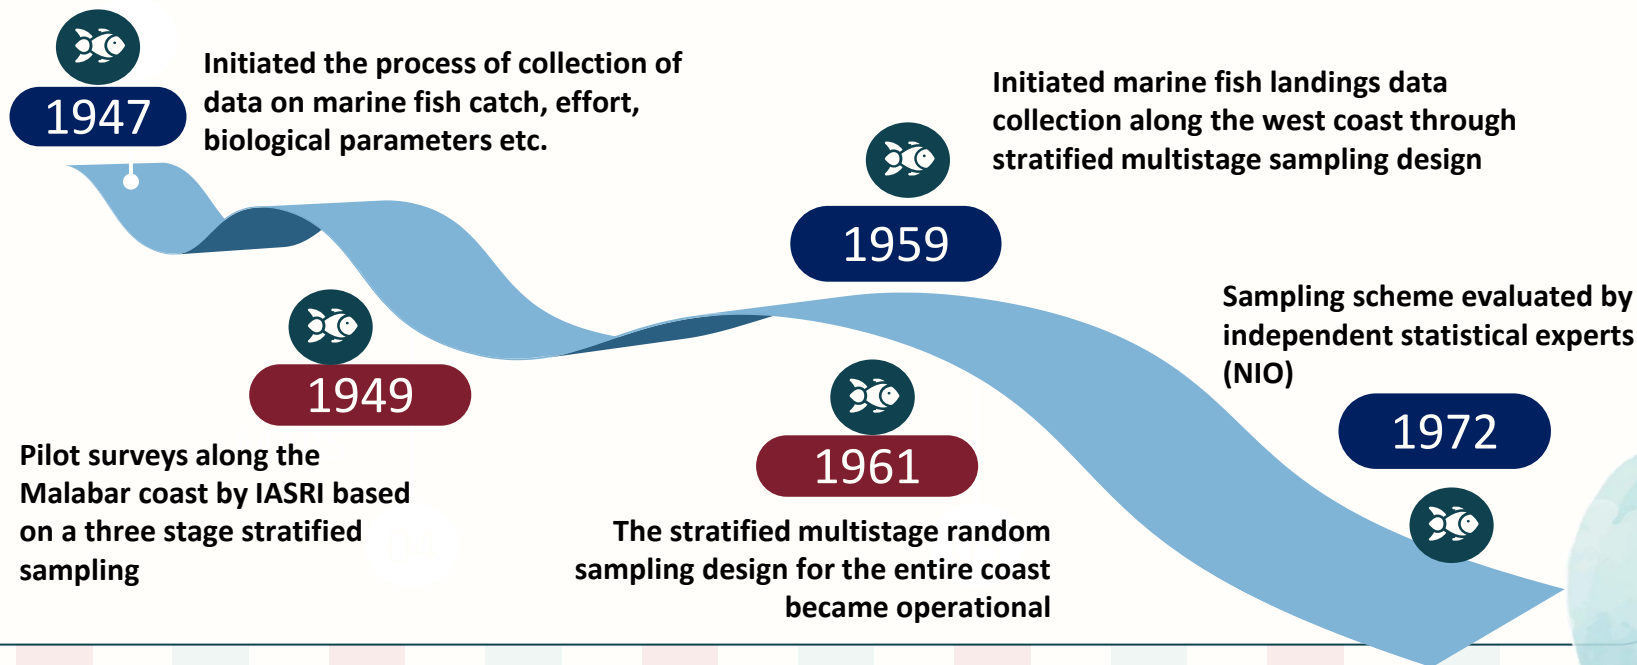 1947
Initiated the process of collection of
data on marine fish catch, effort,
biological parameters etc.
1949
Pilot surveys along the
Malabar coast by IASRI based
on a three stage stratified
sampling
1959
Initiated marine fish landings data
collection along the west coast through
stratified multistage sampling design
1961
The stratified multistage random
sampling design for the entire coast
became operational
Sampling scheme evaluated by
independent statistical experts
(NIO)
1972